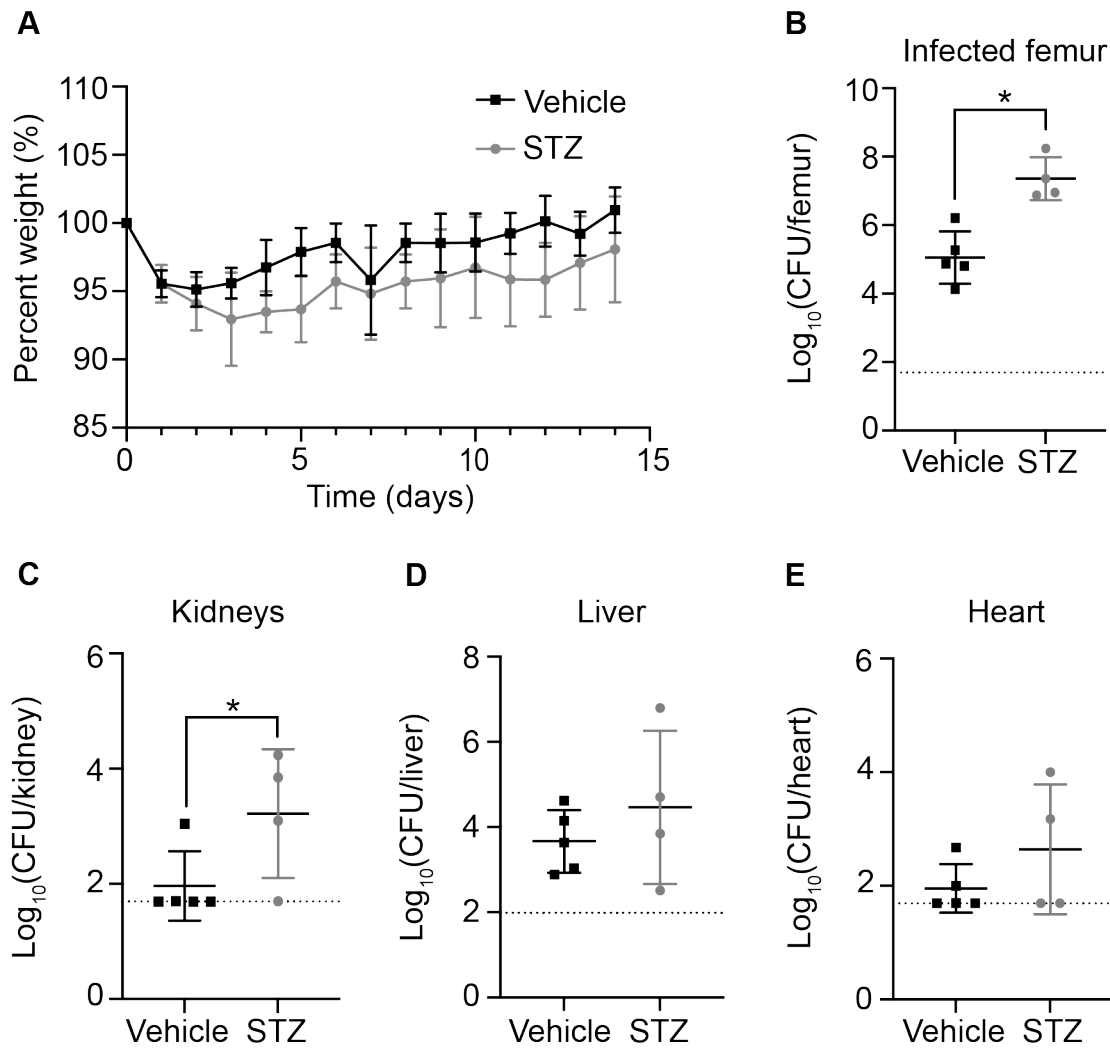 A
Percent weight (%)
110
105
100
95
90
85
0
5
10
15
Time (days)
Vehicle
STZ
B
Infected femur
Log10(CFU/femur)
10
8
6
4
2
0
*
Vehicle STZ
C
Kidneys
Log10(CFU/kidney)
6
4
2
0
*
Vehicle STZ
D
Liver
Log10(CFU/liver)
8
6
4
2
0
Vehicle STZ
E
Heart
Log10(CFU/heart)
6
4
2
0
Vehicle STZ